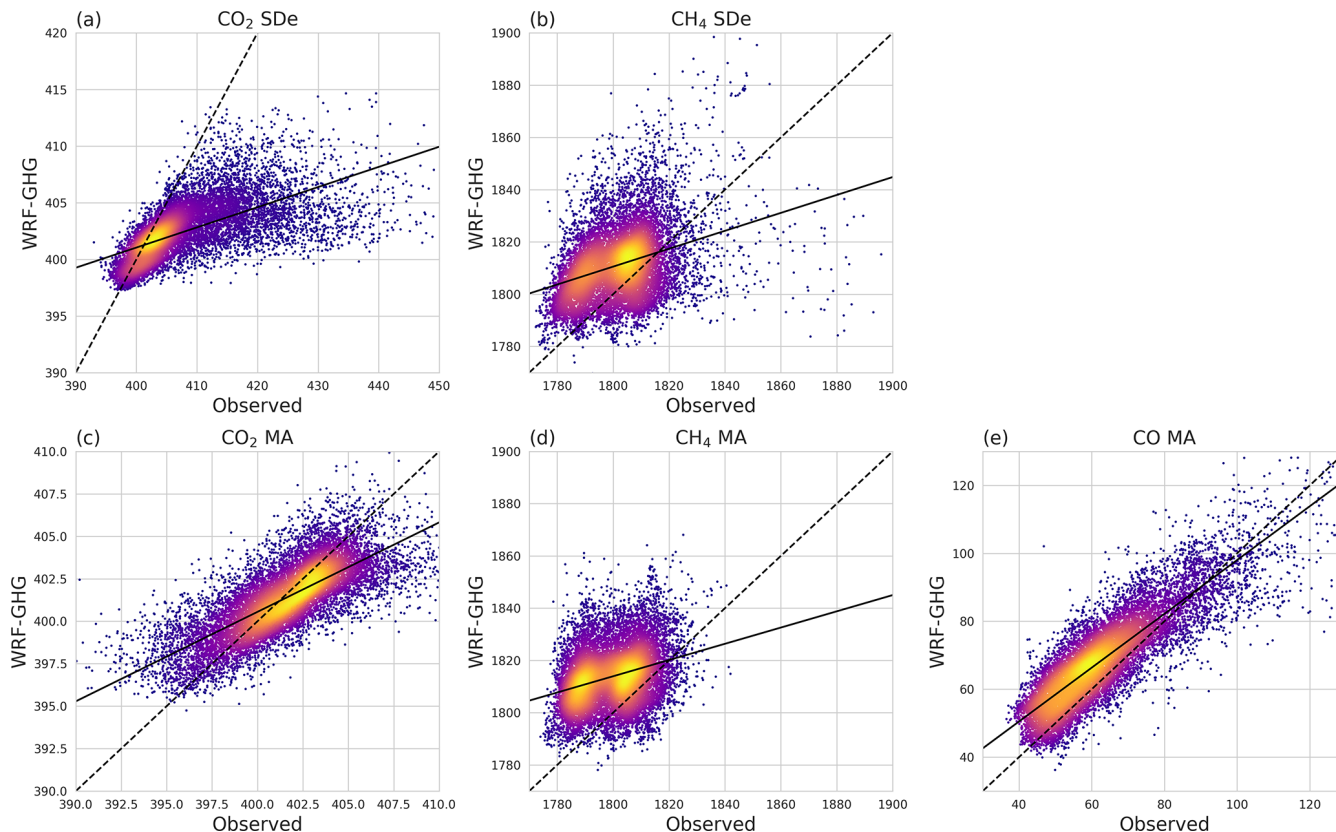 (a) CO₂ SDe
420
415
410
405
400
395
390
WRF-GHG
390 400 410 420 430 440 450
Observed
(b) CH₄ SDe
1900
1880
1860
1840
1820
1800
1780
WRF-GHG
1780 1800 1820 1840 1860 1880 1900
Observed
(c) CO₂ MA
410.0
407.5
405.0
402.5
400.0
397.5
395.0
392.5
390.0
WRF-GHG
390.0 392.5 395.0 397.5 400.0 402.5 405.0 407.5 410.0
Observed
(d) CH₄ MA
1900
1880
1860
1840
1820
1800
1780
WRF-GHG
1780 1800 1820 1840 1860 1880 1900
Observed
(e) CO MA
120
100
80
60
40
WRF-GHG
40 60 80 100 120
Observed